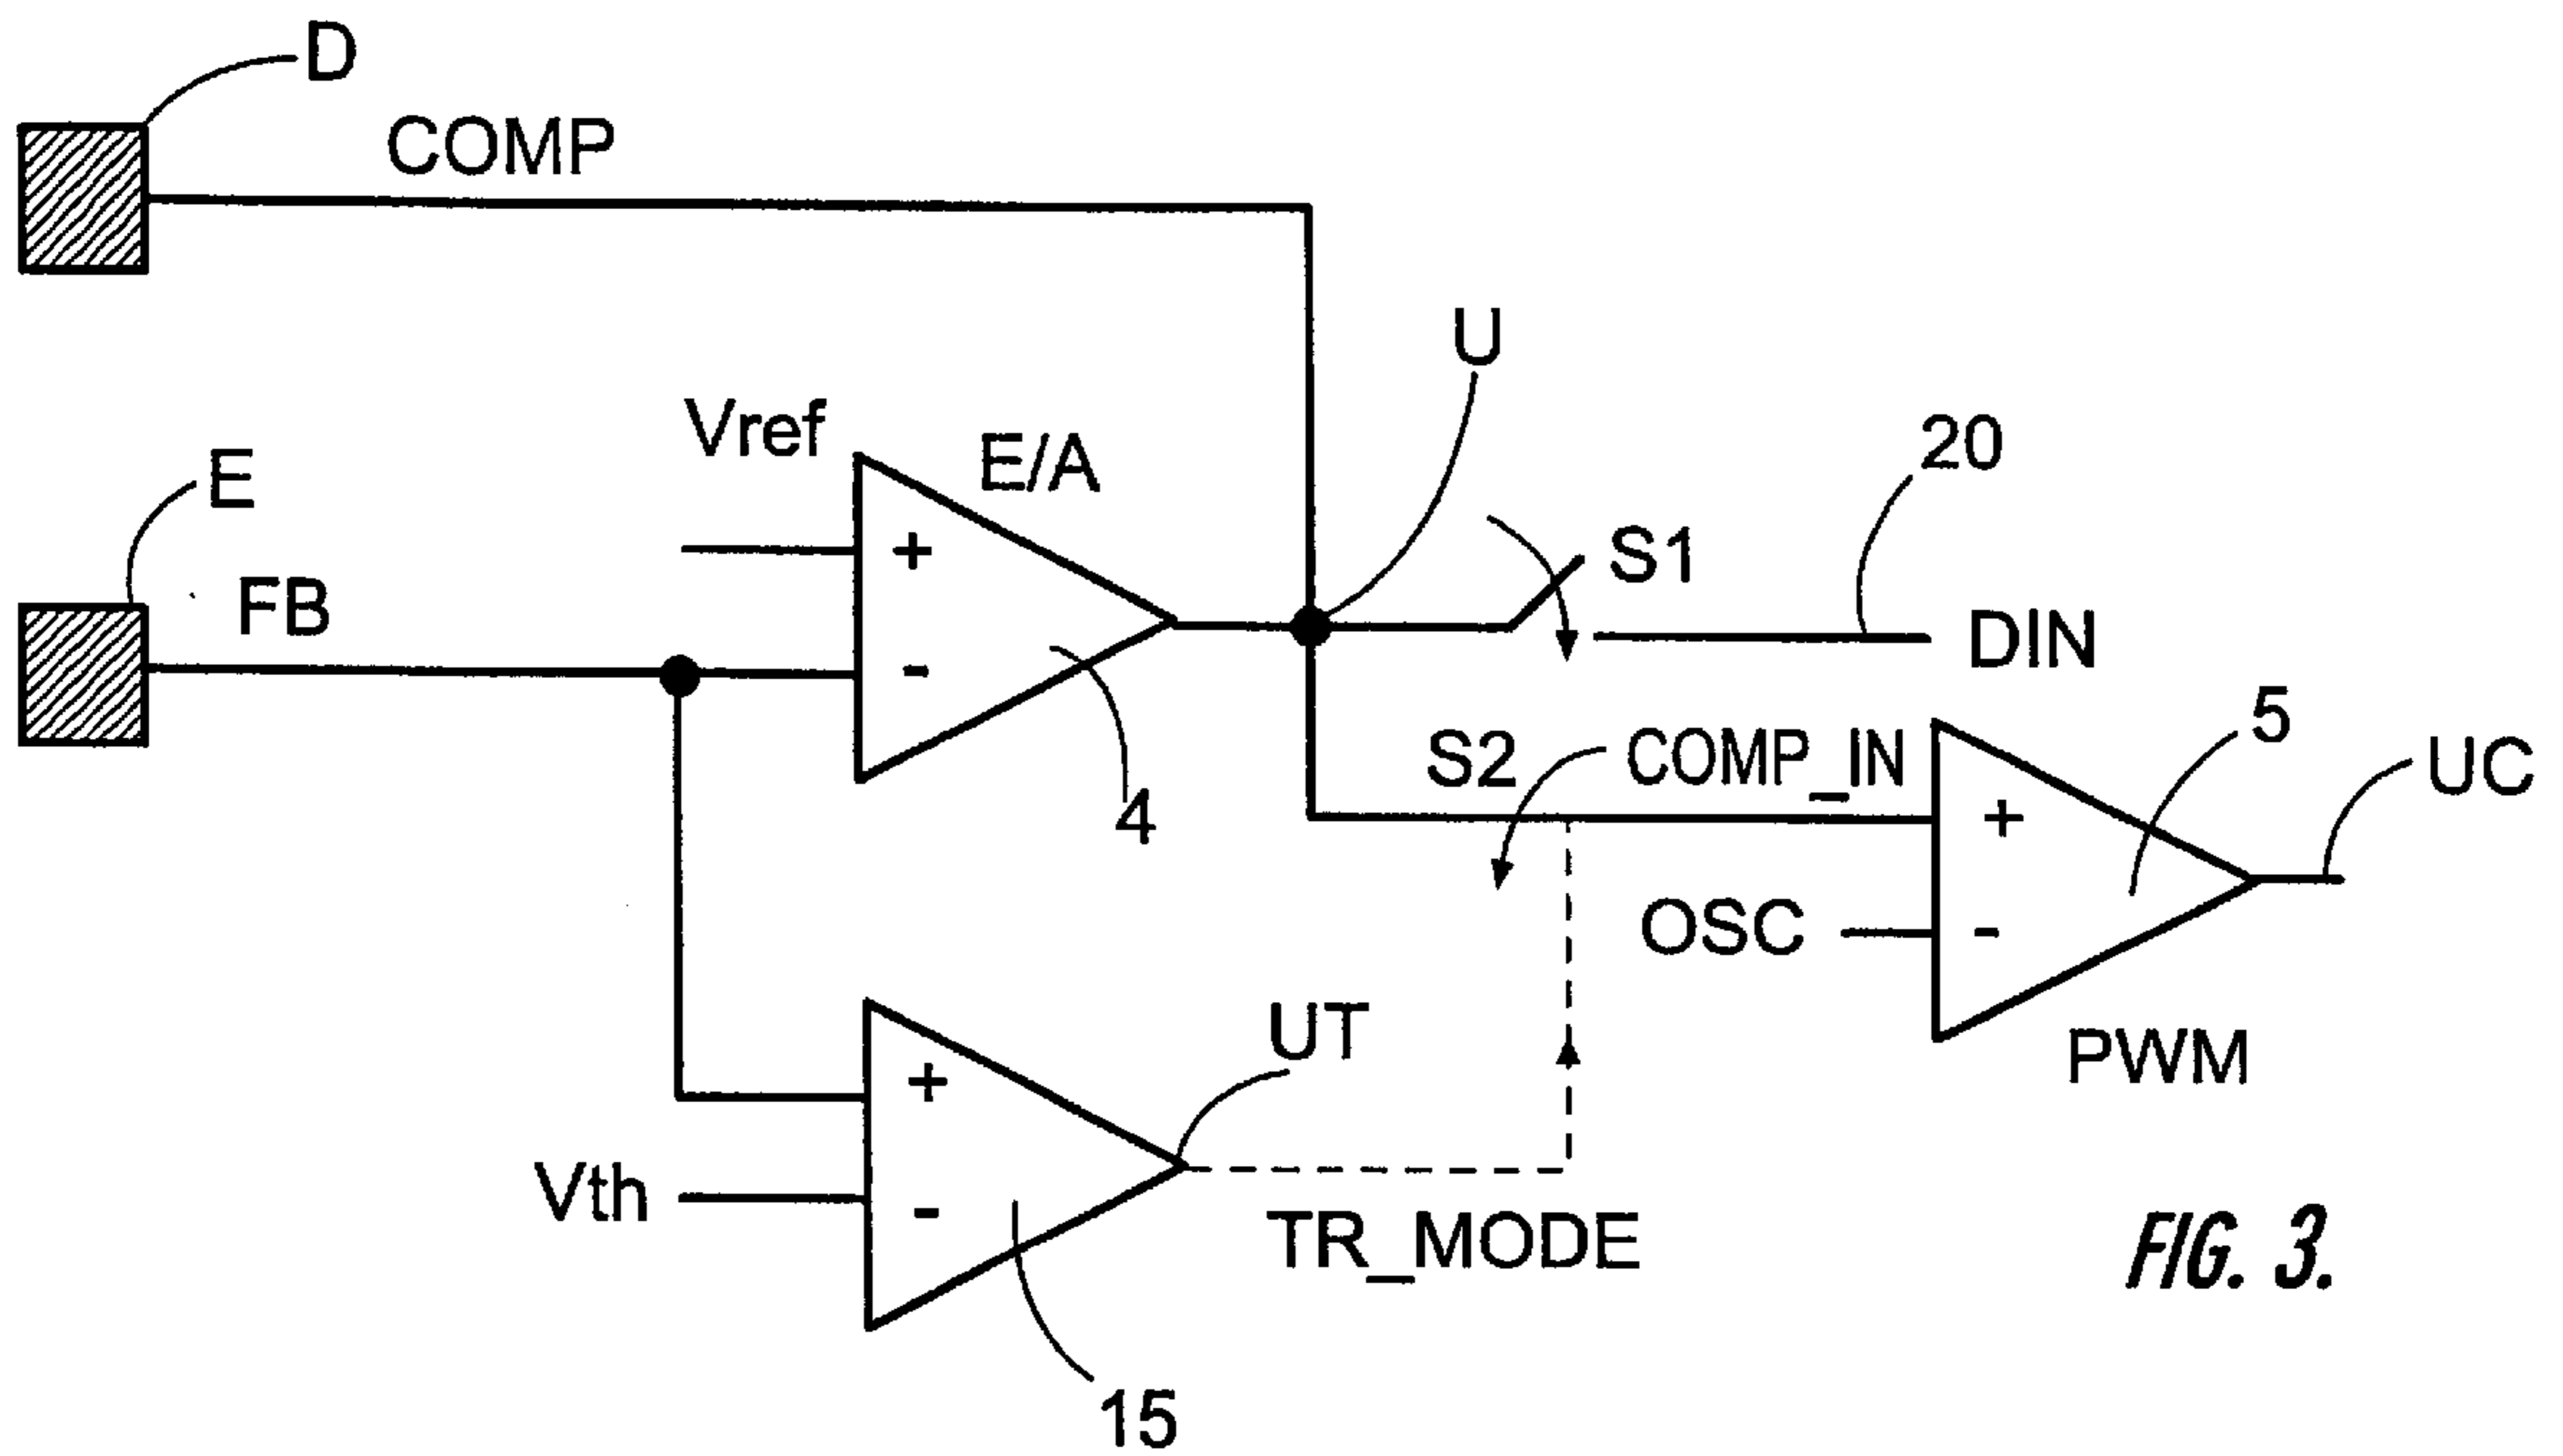 D
COMP
U
Vref
E/A
20
E
S1
+
FB
DIN
-
5
S2
COMP_IN
UC
4
+
OSC
-
UT
PWM
+
Vth
-
TR_MODE
FIG. 3.
15